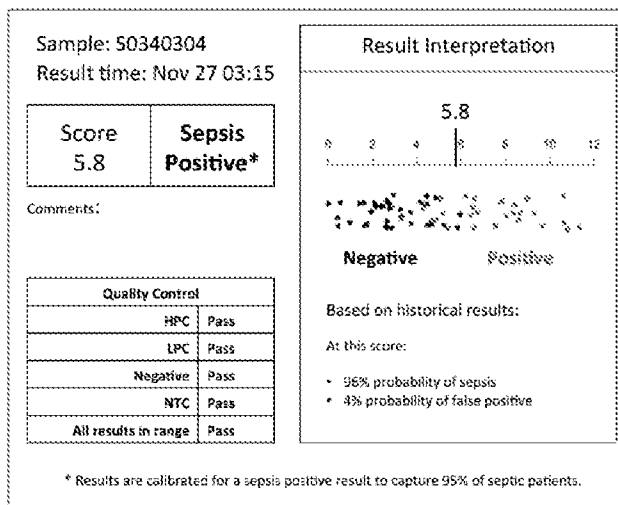 Sample: S0340304
Result time: Nov 27 03:15
Score
5.8
Sepsis
Positive*
Comments:
Quality Control
HPC Pass
LPC Pass
Negative Pass
NTC Pass
All results in range Pass
Result Interpretation
5.8
0 2 4 6 8 10 12
Negative Positive
Based on historical results:
At this score:
• 96% probability of sepsis
• 4% probability of false positive
* Results are calibrated for a sepsis positive result to capture 95% of septic patients.